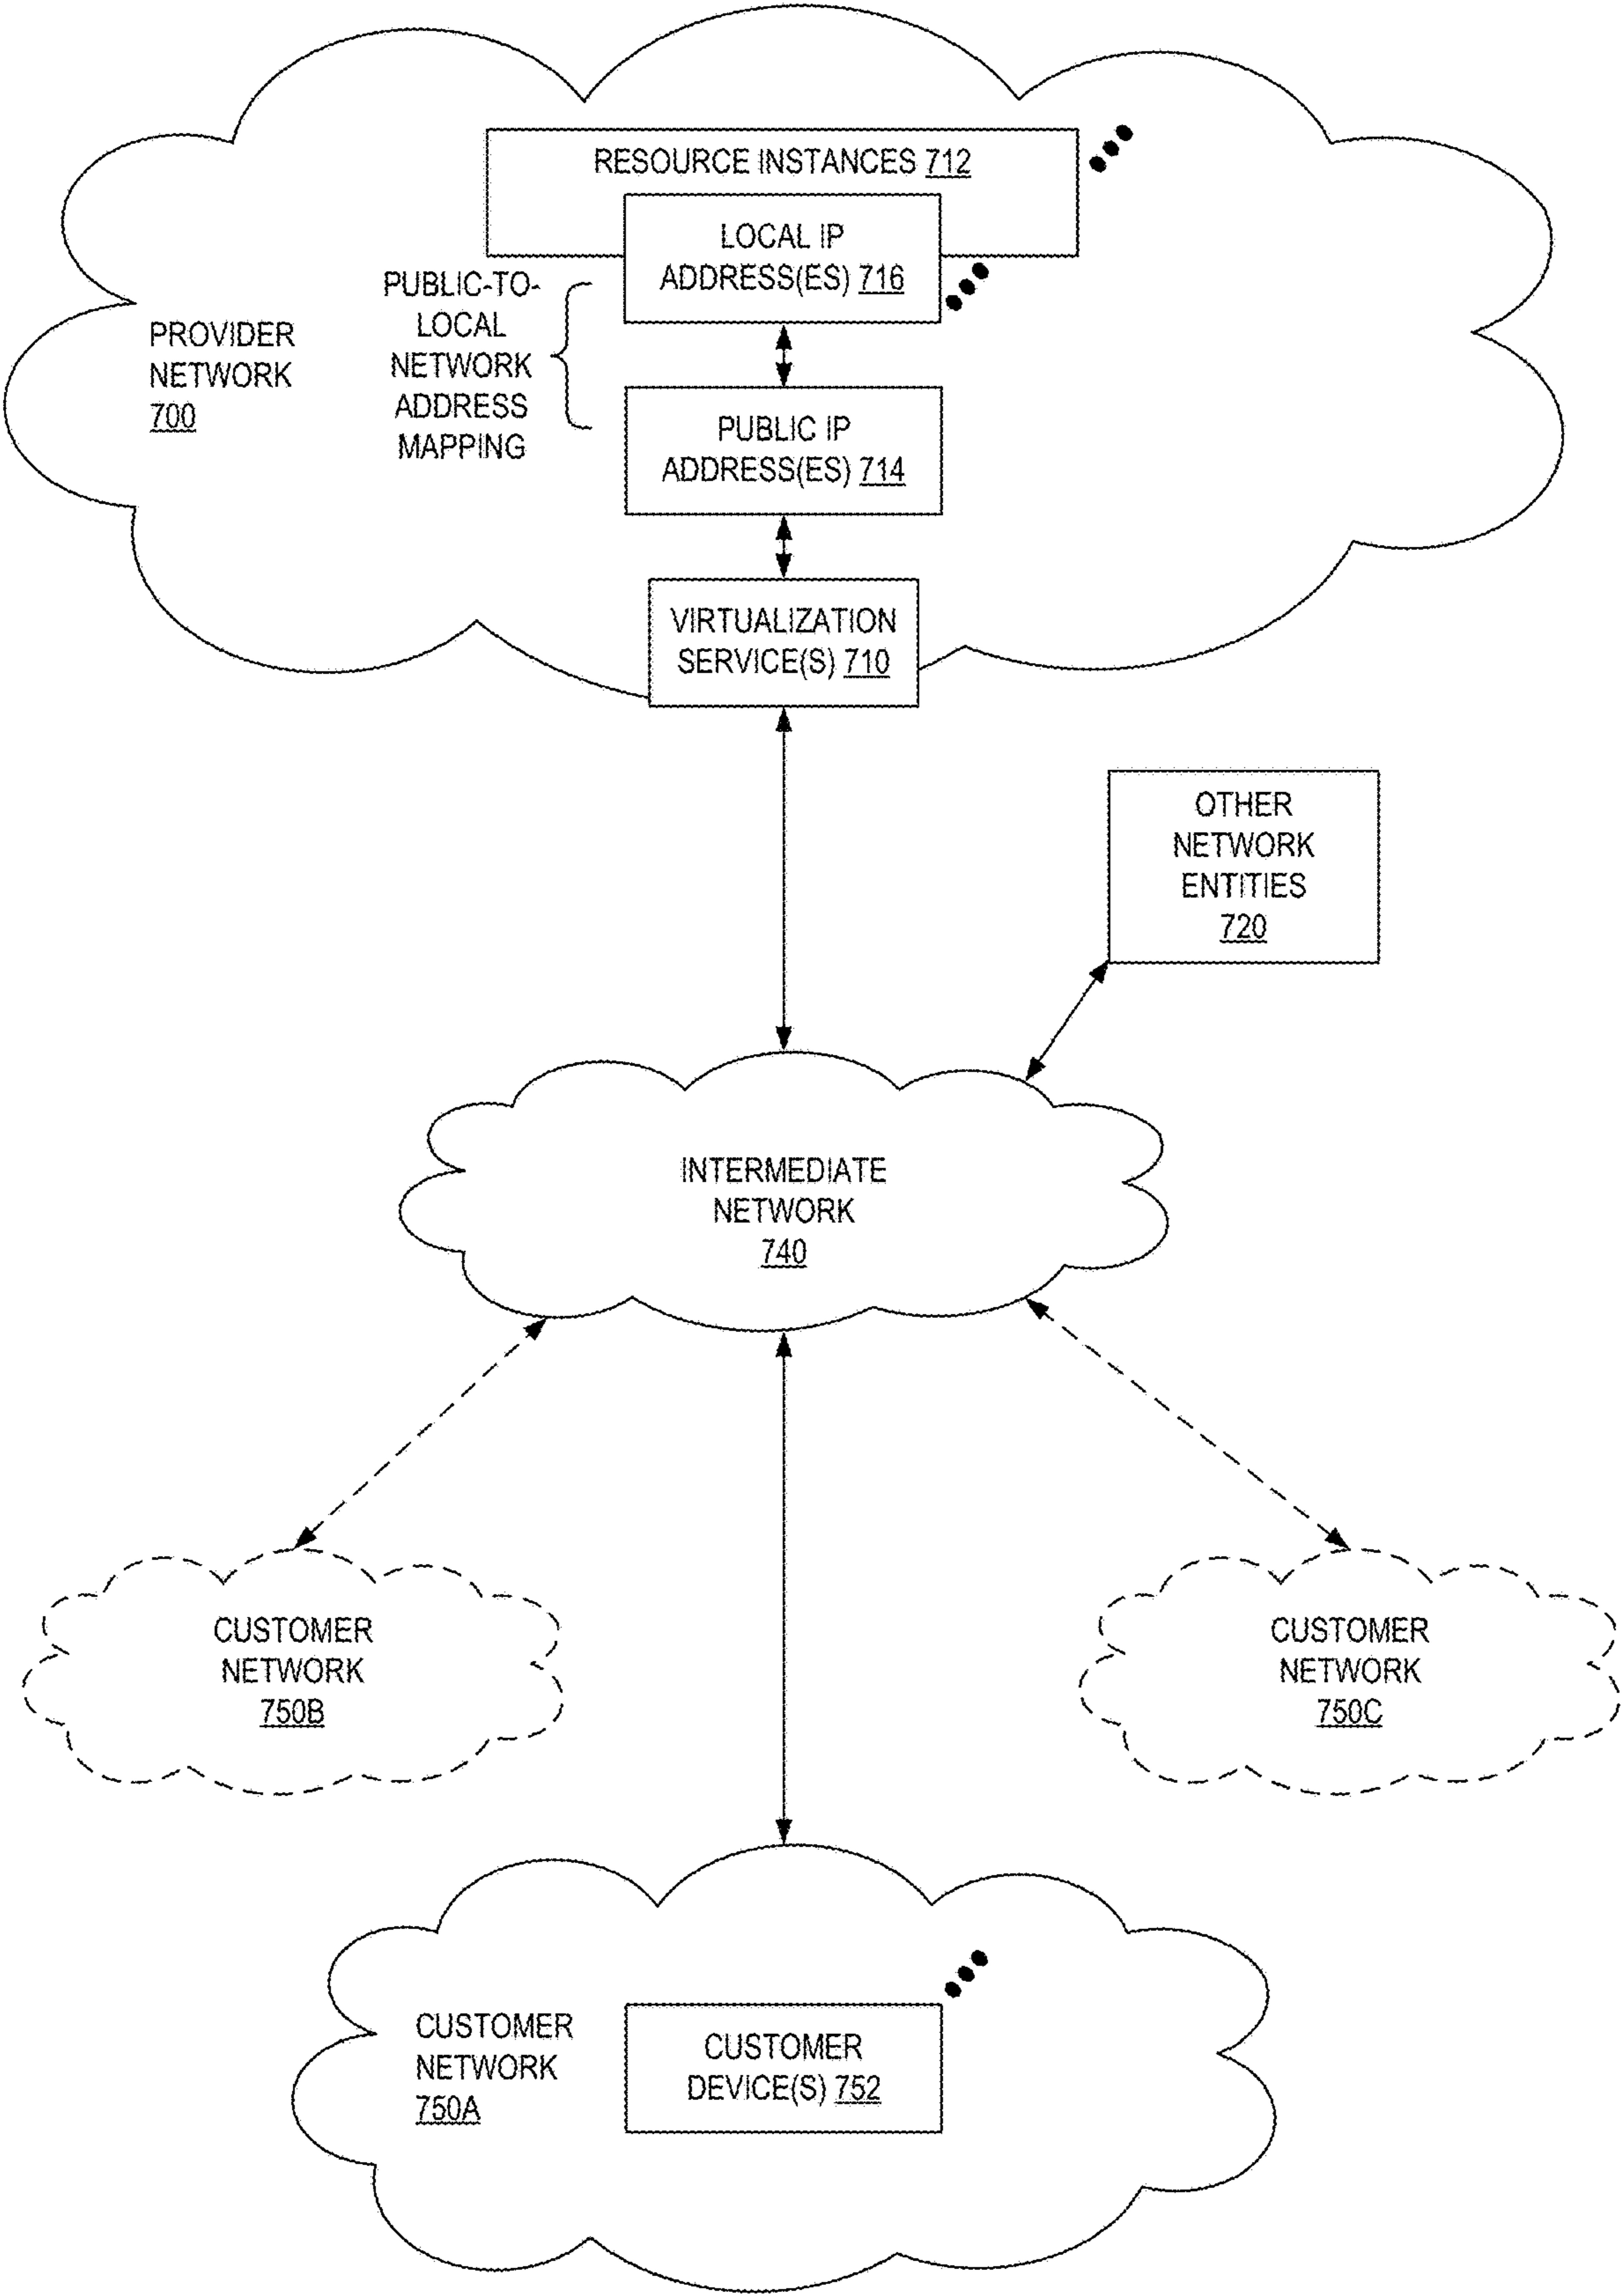 RESOURCE INSTANCES 712
LOCAL IP
ADDRESS(ES) 716
PUBLIC-TO-
LOCAL
NETWORK
ADDRESS
MAPPING
PROVIDER
NETWORK
700
PUBLIC IP
ADDRESS(ES) 714
VIRTUALIZATION
SERVICE(S) 710
OTHER
NETWORK
ENTITIES
720
INTERMEDIATE
NETWORK
740
CUSTOMER
NETWORK
750B
CUSTOMER
NETWORK
750C
CUSTOMER
NETWORK
750A
CUSTOMER
DEVICE(S) 752